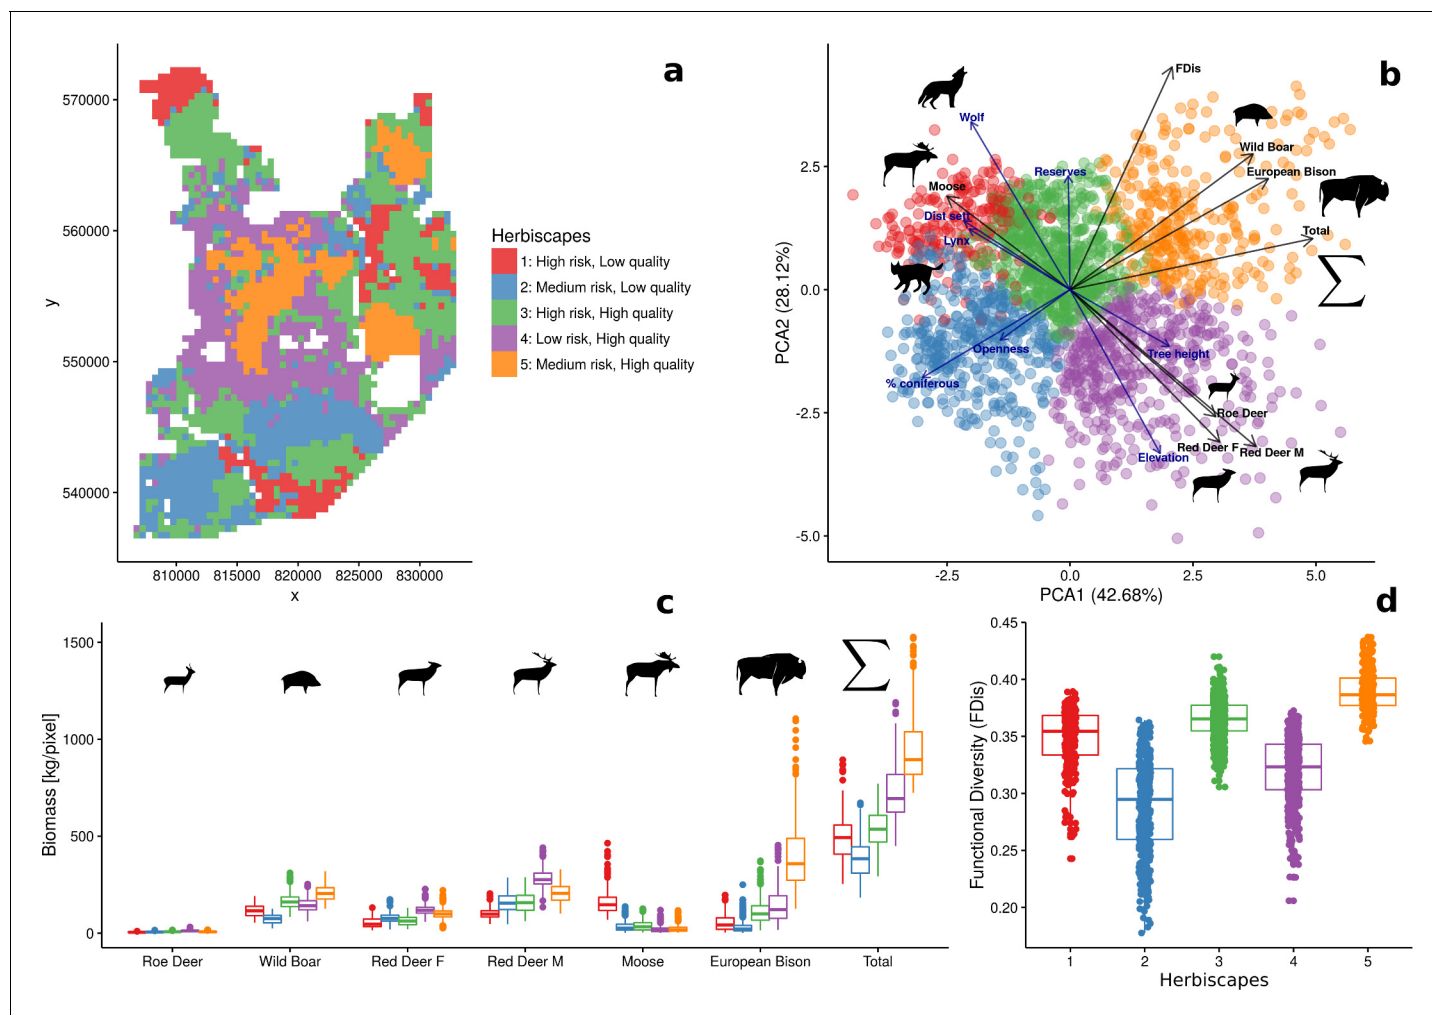 a
570000
560000
550000
540000
y
810000 815000 820000 825000 830000
x
Herbiscapes
1: High risk, Low quality
2: Medium risk, Low quality
3: High risk, High quality
4: Low risk, High quality
5: Medium risk, High quality
b
FDis
Wolf
Wild Boar
Reserves
European Bison
Moose
Dist sett
Total
Lynx
∑
Openness
Tree height
% coniferous
Roe Deer
Red Deer F
Red Deer M
Elevation
2.5
0.0
-2.5
-5.0
PCA2 (28.12%)
-2.5 0.0 2.5 5.0
PCA1 (42.68%)
c
∑
1500
1000
500
0
Biomass [kg/pixel]
Roe Deer Wild Boar Red Deer F Red Deer M Moose European Bison Total
d
0.45
0.40
0.35
0.30
0.25
0.20
Functional Diversity (FDis)
1 2 3 4 5
Herbiscapes